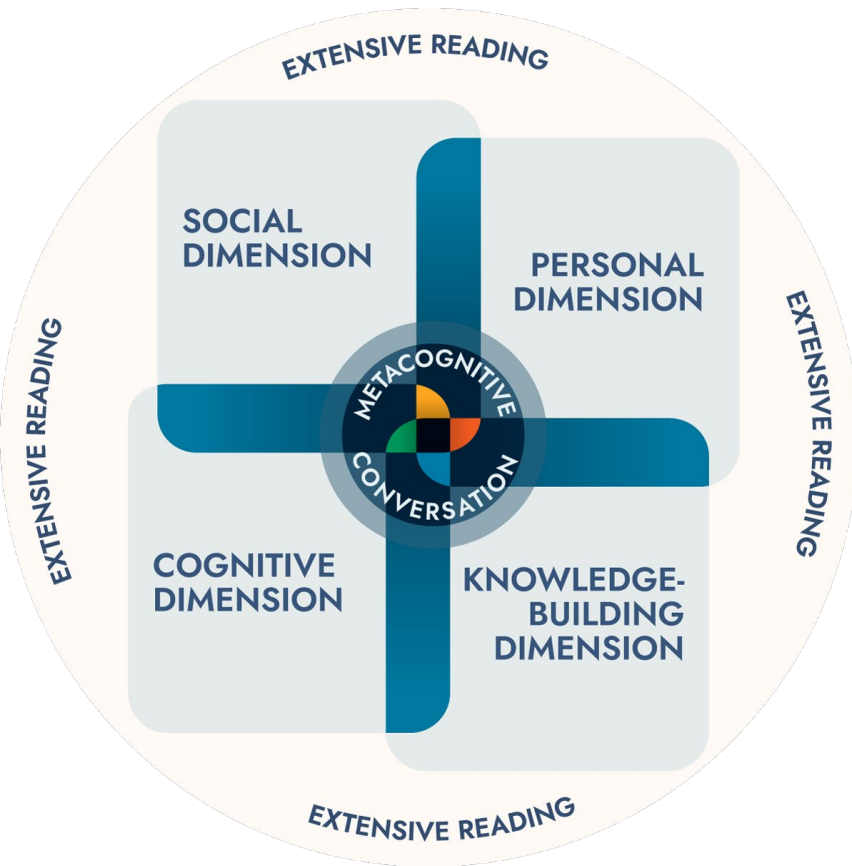 EXTENSIVE READING
SOCIAL
DIMENSION
PERSONAL
DIMENSION
EXTENSIVE READING
EXTENSIVE READING
METACOGNITIVE
CONVERSATION
COGNITIVE
DIMENSION
KNOWLEDGE-
BUILDING
DIMENSION
EXTENSIVE READING